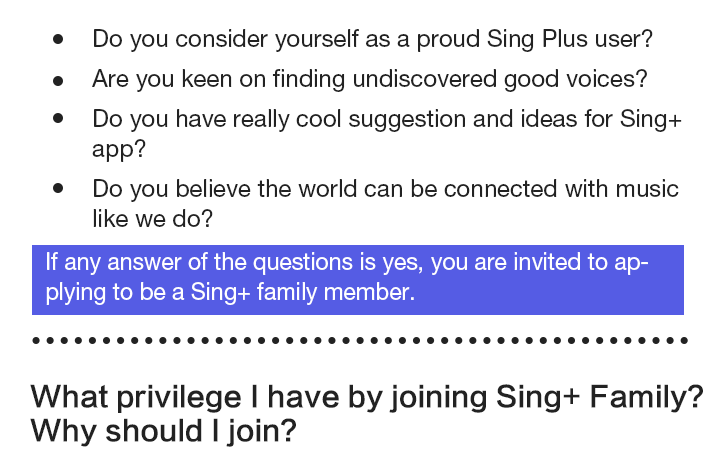 • Do you consider yourself as a proud Sing Plus user?
• Are you keen on finding undiscovered good voices?
• Do you have really cool suggestion and ideas for Sing+
app?
• Do you believe the world can be connected with music
like we do?
If any answer of the questions is yes, you are invited to ap-
plying to be a Sing+ family member.
What privilege I have by joining Sing+ Family?
Why should I join?